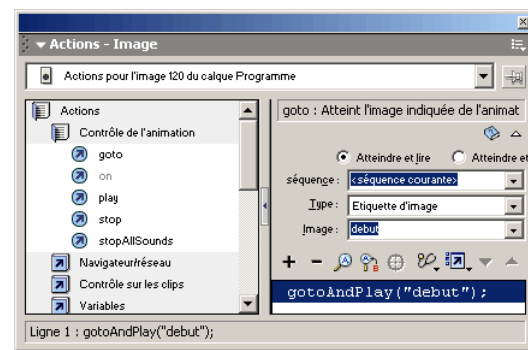 Actions - Image
Actions pour l'image 120 du calque Programme
Actions
Contrôle de l'animation
goto
on
play
stop
stopAllSounds
Navigateur/réseau
Contrôle sur les clips
Variables
goto : Atteint l'image indiquée de l'animat
Atteindre et lire Atteindre et
séquence : <séquence courante>
Type : Etiquette d'image
Image : debut
gotoAndPlay("debut");
Ligne 1 : gotoAndPlay("debut");